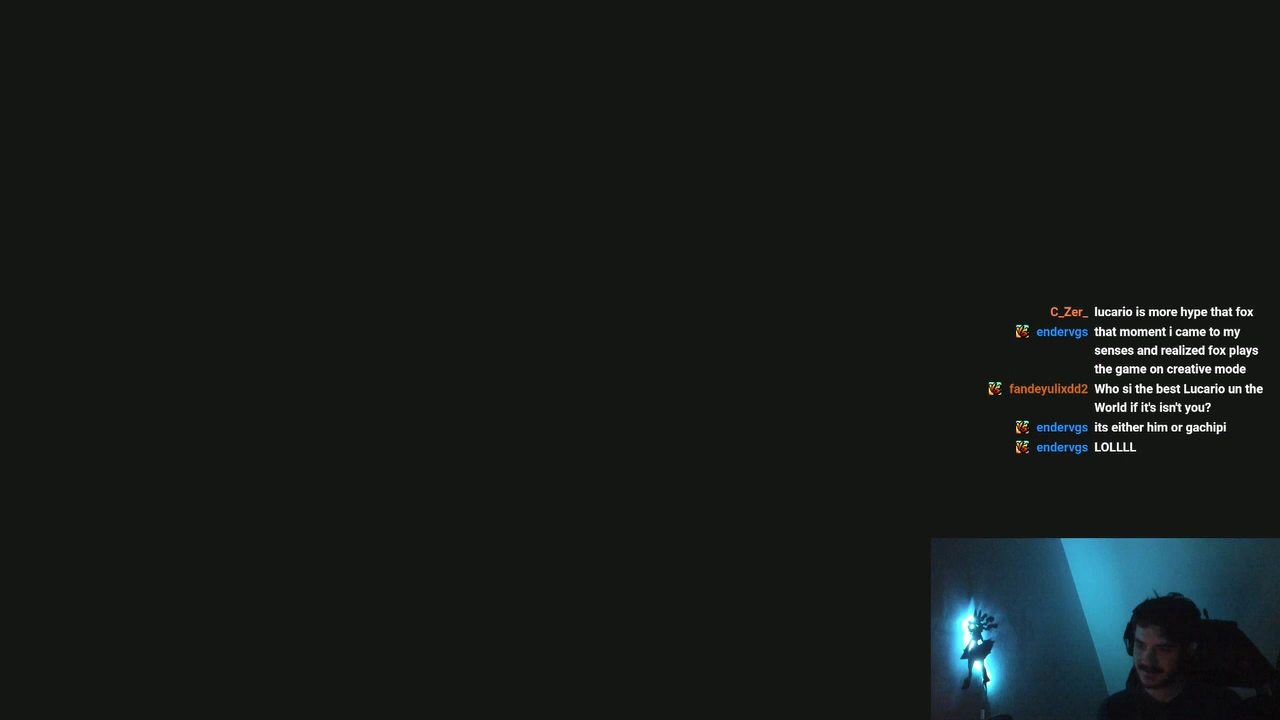 C_Zer_ lucario is more hype that fox
endervgs that moment i came to my
senses and realized fox plays
the game on creative mode
fandeyulixdd2 Who si the best Lucario un the
World if it's isn't you?
endervgs its either him or gachipi
endervgs LOLLLL